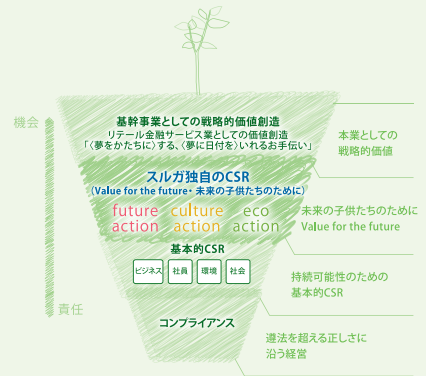 機会
責任
基幹事業としての戦略的価値創造
リテール金融サービス業としての価値創造
「〈夢をかたちに〉する、〈夢に日付を〉いれるお手伝い」
スルガ独自のCSR
(Value for the future・未来の子供たちのために)
future action
culture action
eco action
基本的CSR
ビジネス 社員 環境 社会
コンプライアンス
本業としての
戦略的価値
未来の子供たちのために
Value for the future
持続可能性のための
基本的CSR
遵法を超える正しさに
沿う経営